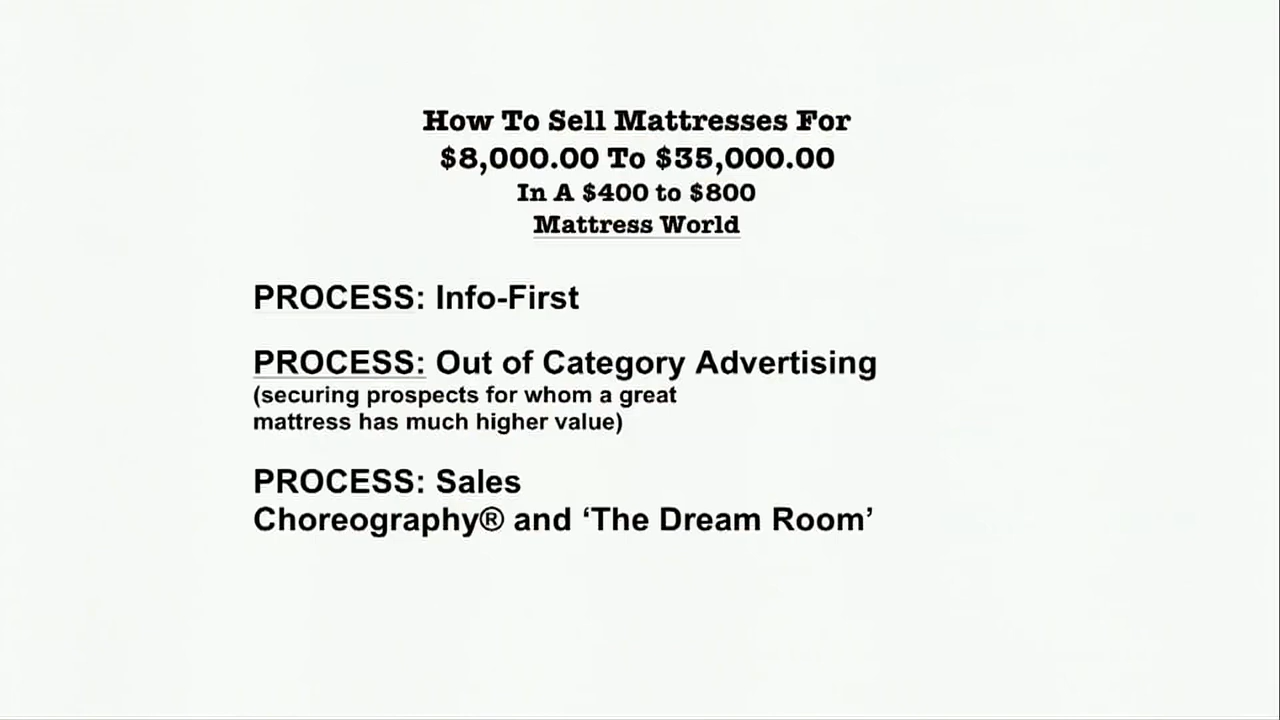 How To Sell Mattresses For
$8,000.00 To $35,000.00
In A $400 to $800
Mattress World
PROCESS: Info-First
PROCESS: Out of Category Advertising
(securing prospects for whom a great
mattress has much higher value)
PROCESS: Sales
Choreography® and ‘The Dream Room’